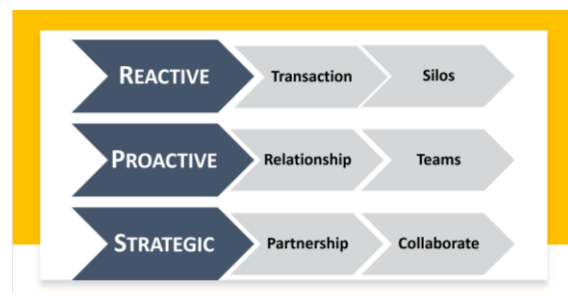 REACTIVE Transaction Silos
PROACTIVE Relationship Teams
STRATEGIC Partnership Collaborate